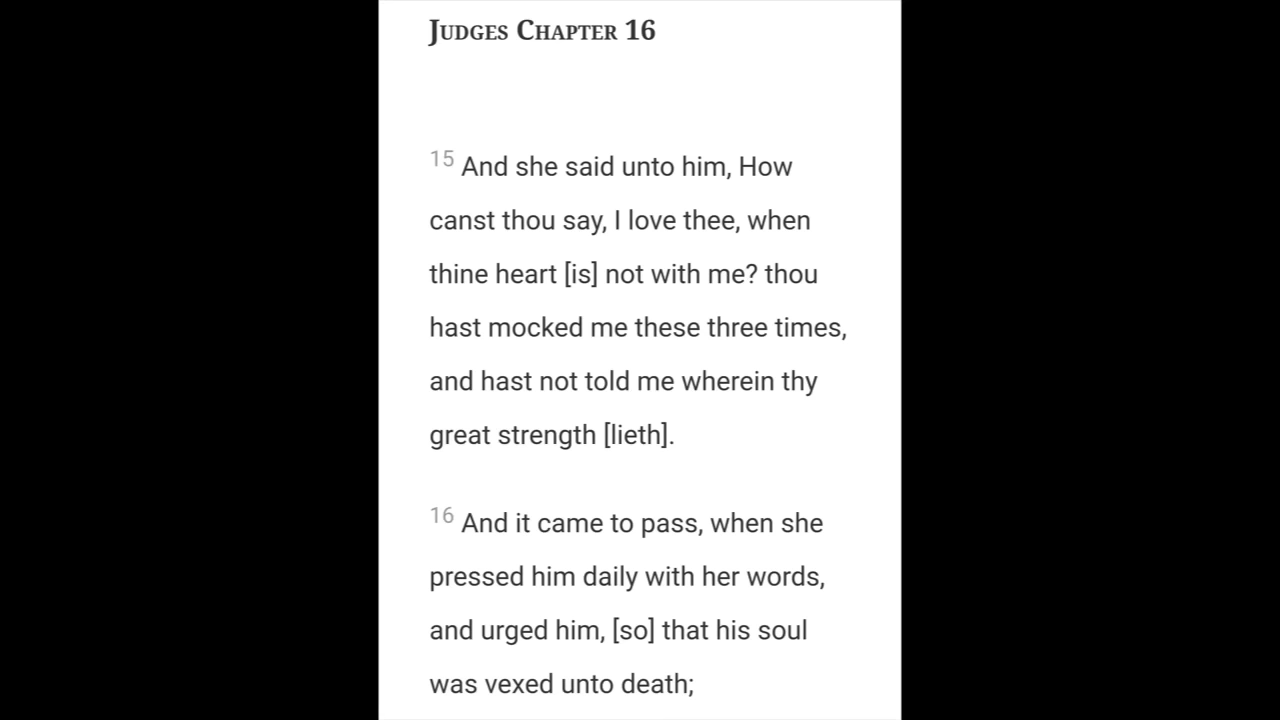 Judges Chapter 16
15 And she said unto him, How
canst thou say, I love thee, when
thine heart [is] not with me? thou
hast mocked me these three times,
and hast not told me wherein thy
great strength [lieth].
16 And it came to pass, when she
pressed him daily with her words,
and urged him, [so] that his soul
was vexed unto death;